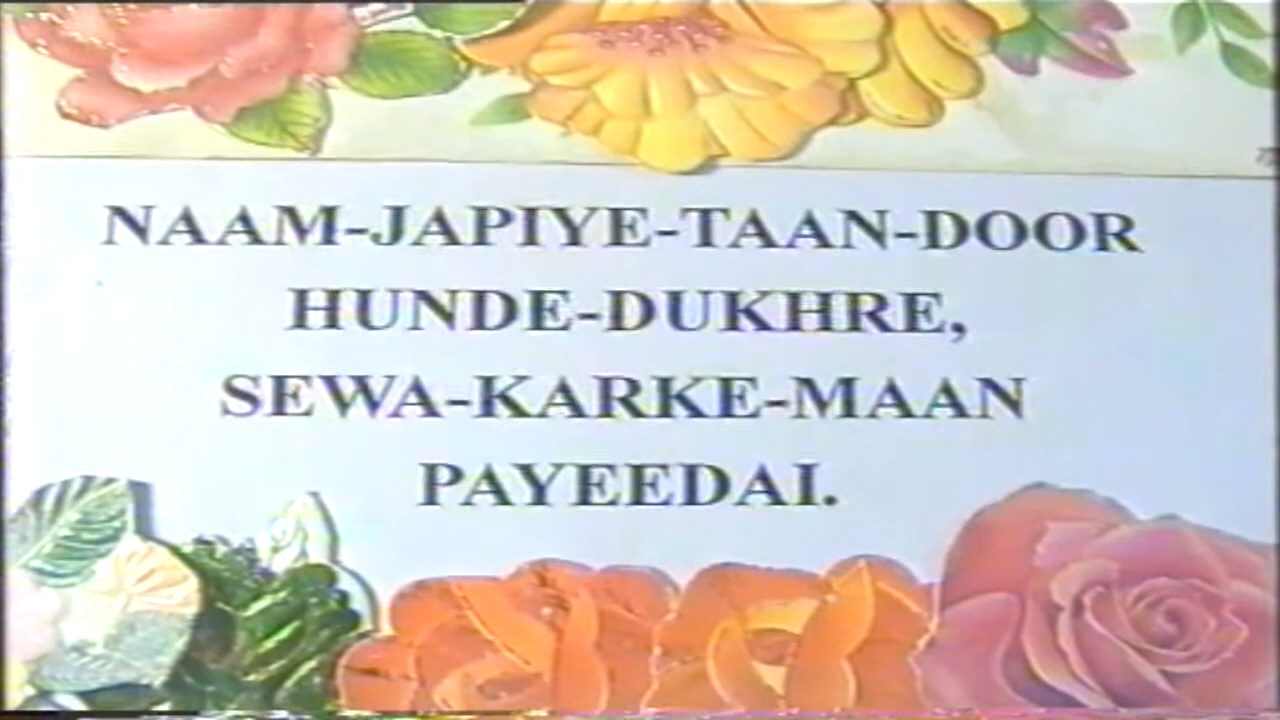 NAAM-JAPIYE-TAAN-DOOR
HUNDE-DUKHRE,
SEWA-KARKE-MAAN
PAYEEDAI.